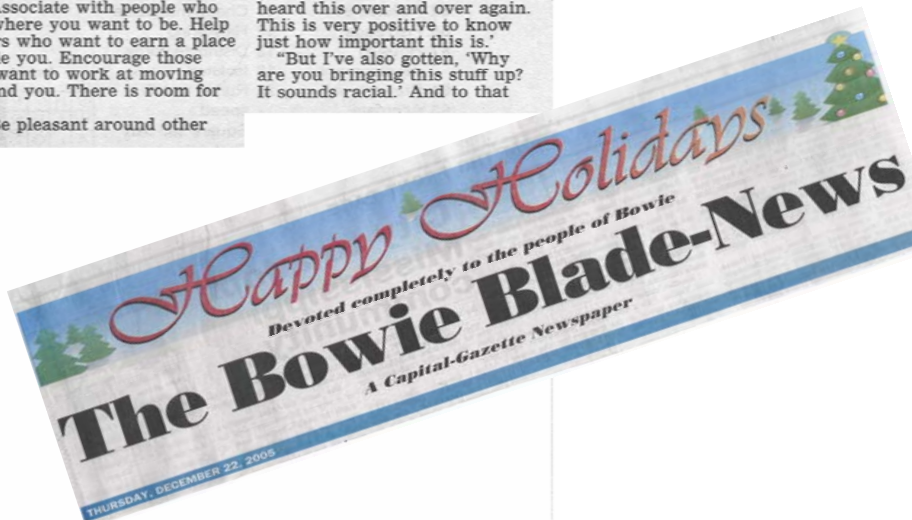 ssociate with people who
where you want to be. Help
s who want to earn a place
e you. Encourage those
want to work at moving
nd you. There is room for
e pleasant around other
heard this over and over again.
This is very positive to know
just how important this is.’
“But I’ve also gotten, ‘Why
are you bringing this stuff up?
It sounds racial.’ And to that
Happy Holidays
Devoted completely to the people of Bowie
The Bowie Blade-News
A Capital-Gazette Newspaper
THURSDAY, DECEMBER 22, 2005